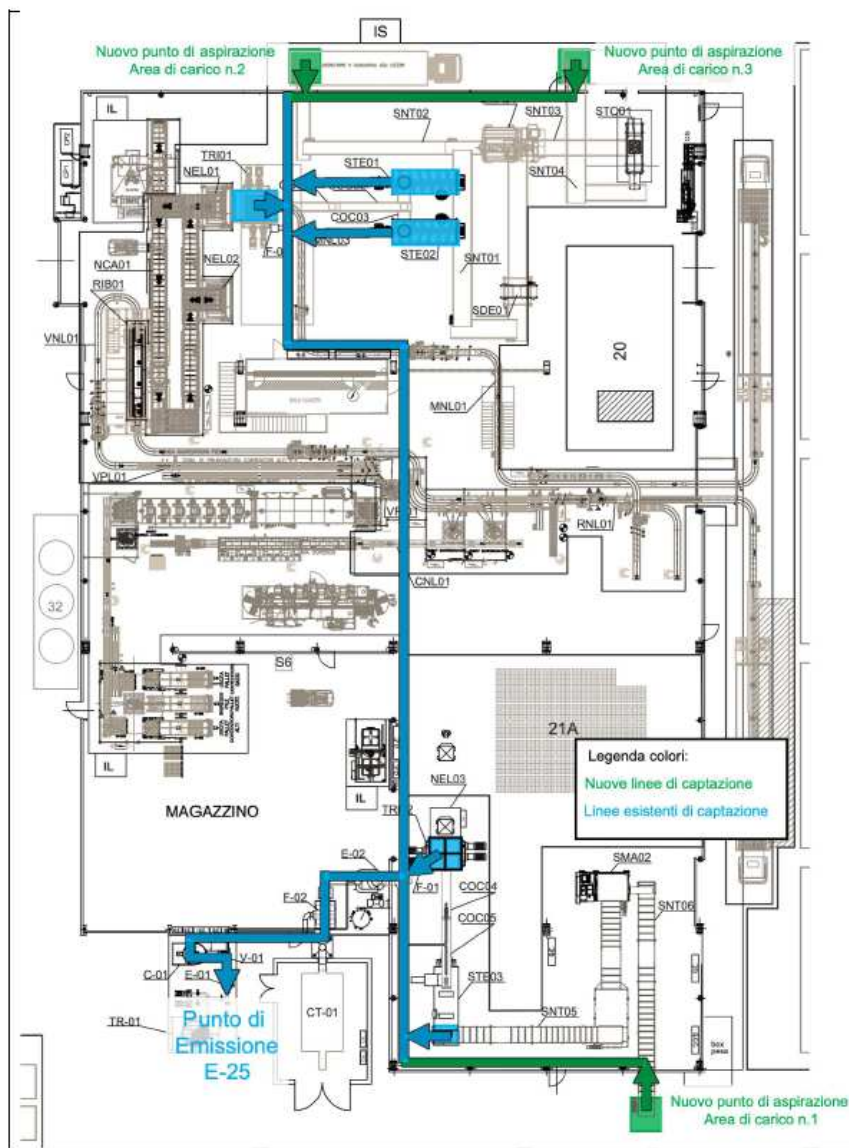 IS
Nuovo punto di aspirazione
Area di carico n.2
Nuovo punto di aspirazione
Area di carico n.3
IL
SNT02
SNT03
STO01
TRI01
NEL01
STE01
SNT04
COC03
STE02
SNT01
NCA01
NEL02
RIB01
SDE01
VNL01
20
MNL01
VPL01
RNL01
CNL01
32
S6
21A
Legenda colori:
Nuove linee di captazione
Linee esistenti di captazione
IL
NEL03
MAGAZZINO
IL
E-02
F-01
SMA02
F-02
COC04
SNT06
COC05
V-01
C-01
E-01
STE03
CT-01
TR-01
Punto di
Emissione
E-25
SNT05
box
pesa
Nuovo punto di aspirazione
Area di carico n.1